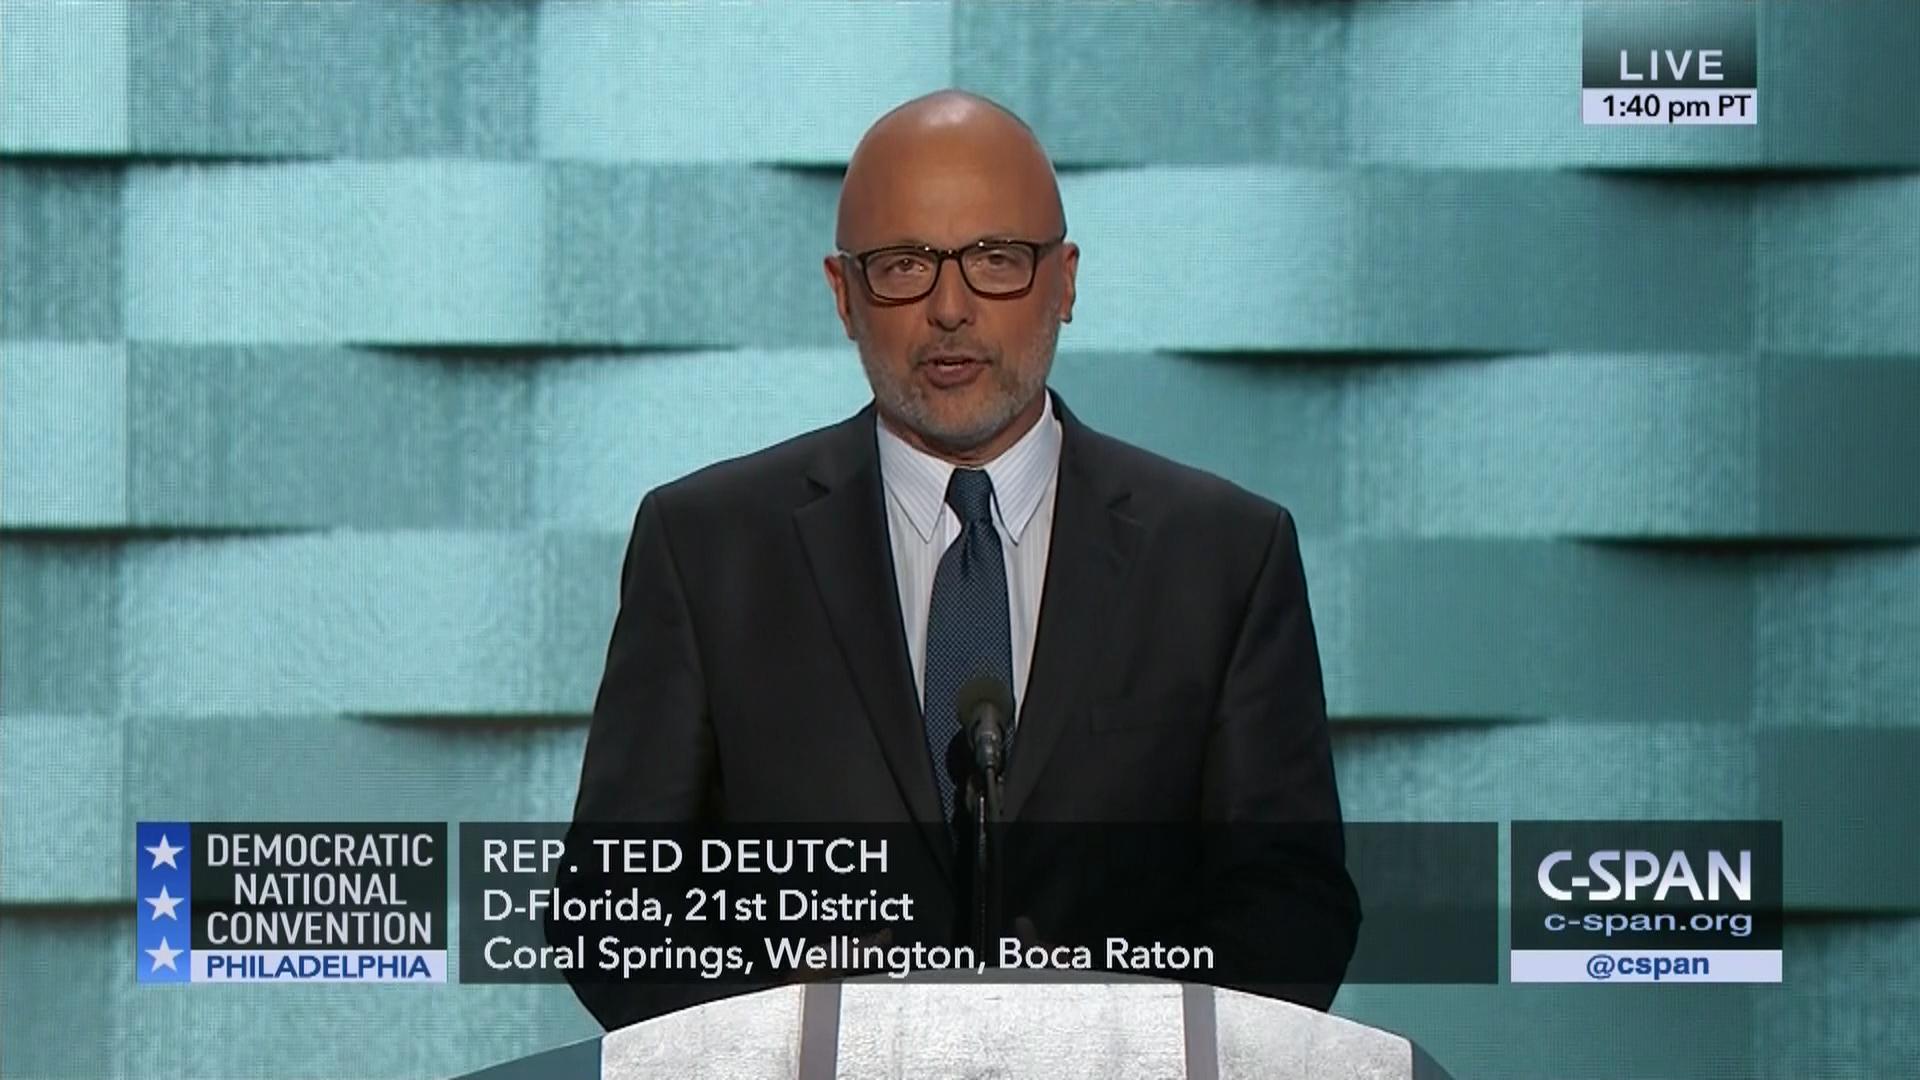 LIVE
1:40 pm PT
DEMOCRATIC
NATIONAL
CONVENTION
PHILADELPHIA
REP. TED DEUTCH
D-Florida, 21st District
Coral Springs, Wellington, Boca Raton
C-SPAN
c-span.org
@cspan